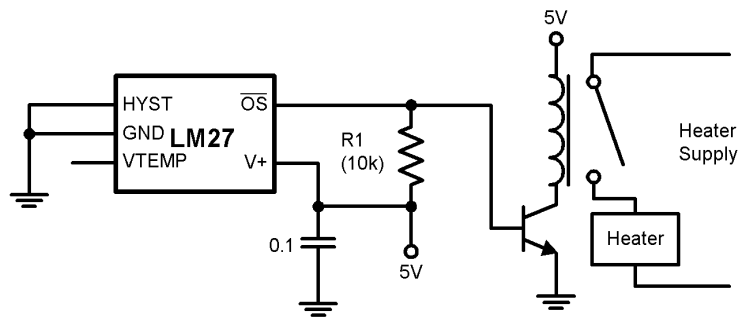 5V
HYST
OS
GND
LM27
VTEMP
V+
R1
(10k)
Heater
Supply
0.1
5V
Heater